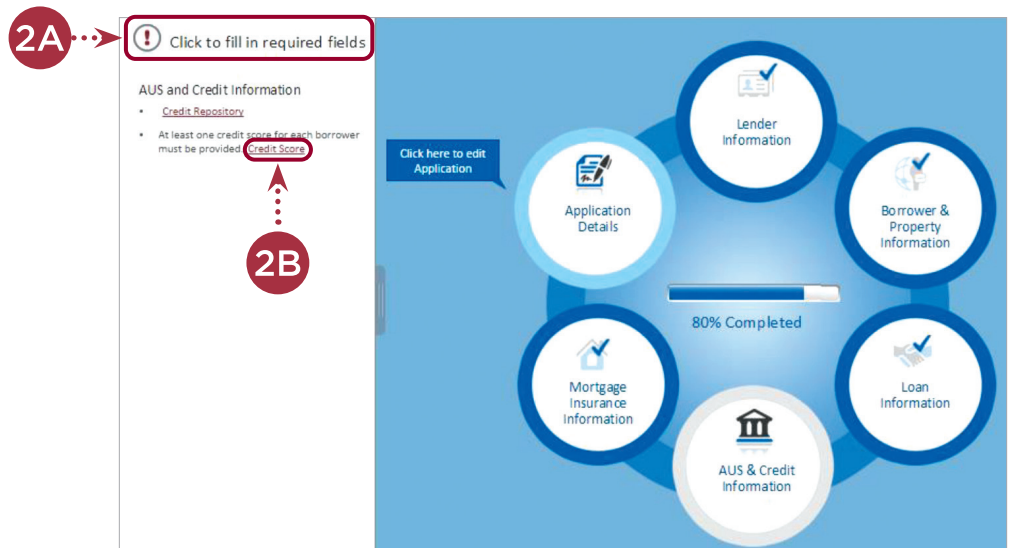 2A
Click to fill in required fields
AUS and Credit Information
Credit Repository
At least one credit score for each borrower
must be provided. Credit Score
2B
Click here to edit
Application
Lender
Information
Application
Details
Borrower &
Property
Information
80% Completed
Mortgage
Insurance
Information
Loan
Information
AUS & Credit
Information